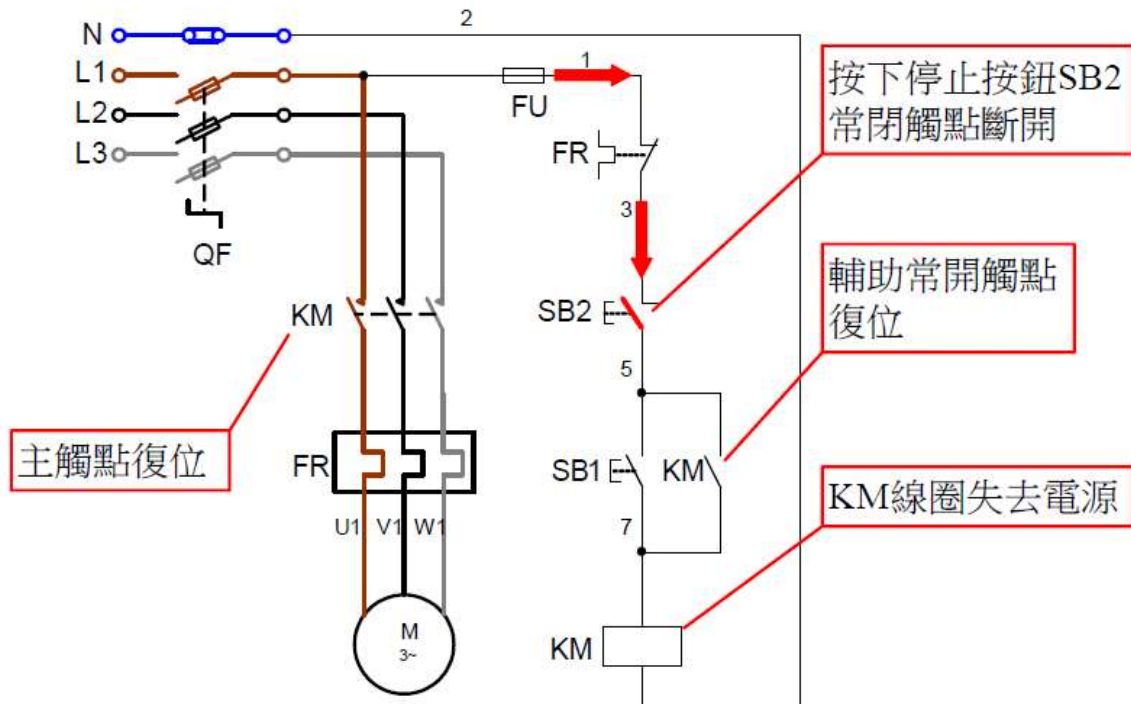 2
N
L1
1
L2
FU
L3
QF
FR
按下停止按鈕SB2
常閉觸點斷開
3
KM
SB2
輔助常開觸點
復位
5
主觸點復位
FR
SB1
KM
KM線圈失去電源
U1 V1 W1
7
M
3~
KM